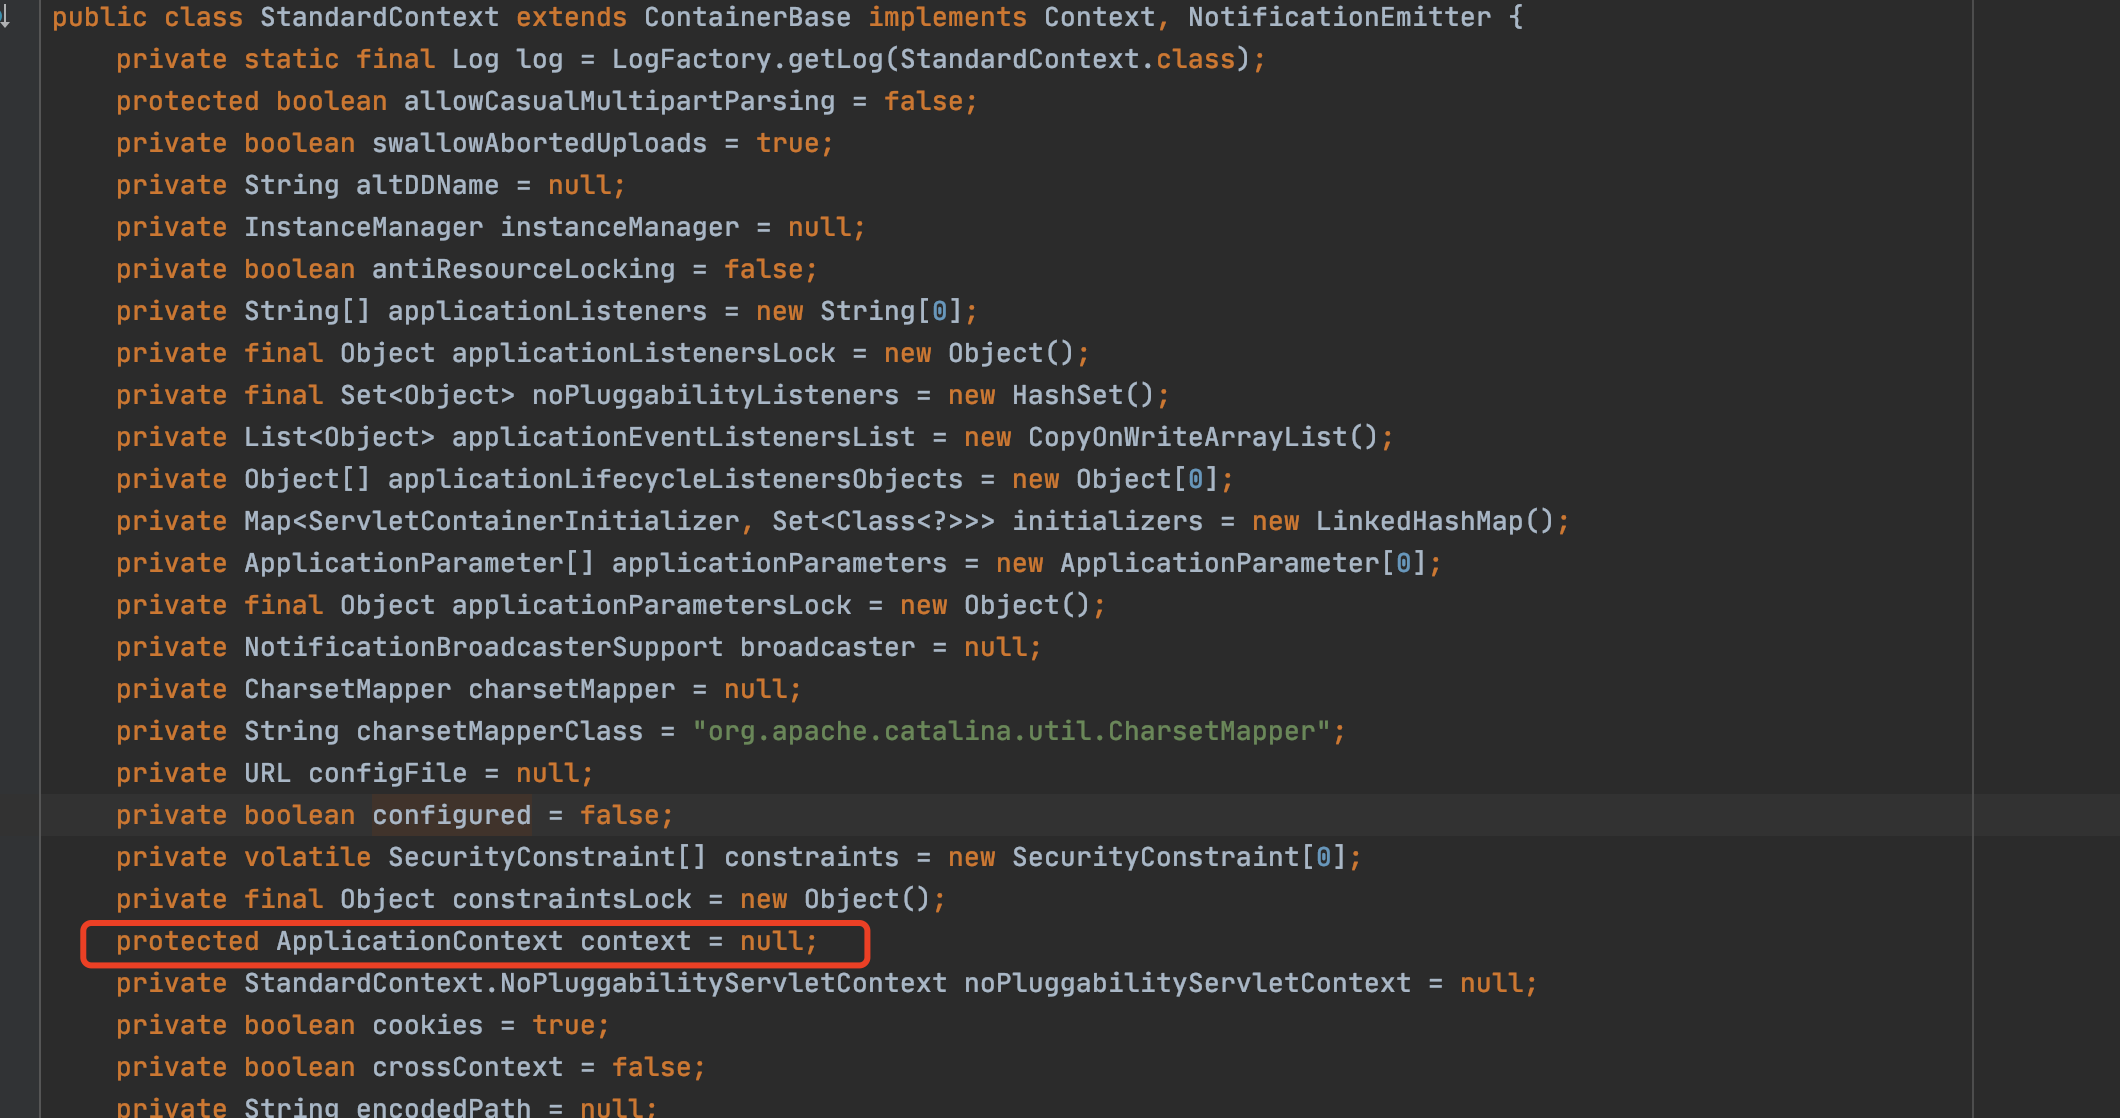 public class StandardContext extends ContainerBase implements Context, NotificationEmitter {
    private static final Log log = LogFactory.getLog(StandardContext.class);
    protected boolean allowCasualMultipartParsing = false;
    private boolean swallowAbortedUploads = true;
    private String altDDName = null;
    private InstanceManager instanceManager = null;
    private boolean antiResourceLocking = false;
    private String[] applicationListeners = new String[0];
    private final Object applicationListenersLock = new Object();
    private final Set<Object> noPluggabilityListeners = new HashSet();
    private List<Object> applicationEventListenersList = new CopyOnWriteArrayList();
    private Object[] applicationLifecycleListenersObjects = new Object[0];
    private Map<ServletContainerInitializer, Set<Class<?>>> initializers = new LinkedHashMap();
    private ApplicationParameter[] applicationParameters = new ApplicationParameter[0];
    private final Object applicationParametersLock = new Object();
    private NotificationBroadcasterSupport broadcaster = null;
    private CharsetMapper charsetMapper = null;
    private String charsetMapperClass = "org.apache.catalina.util.CharsetMapper";
    private URL configFile = null;
    private boolean configured = false;
    private volatile SecurityConstraint[] constraints = new SecurityConstraint[0];
    private final Object constraintsLock = new Object();
    protected ApplicationContext context = null;
    private StandardContext.NoPluggabilityServletContext noPluggabilityServletContext = null;
    private boolean cookies = true;
    private boolean crossContext = false;
    private String encodedPath = null;